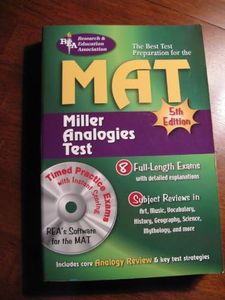 REA
Research &
Education
Association
The Best Test
Preparation for the
MAT
5th Edition
Miller
Analogies
Test
Timed Practice Exams
with Instant Scoring
REA's Software
for the MAT
8 Full-Length Exams
with detailed explanations
Subject Reviews in
Art, Music, Vocabulary,
History, Geography, Science,
Mythology, and more
Includes core Analogy Review & key test strategies